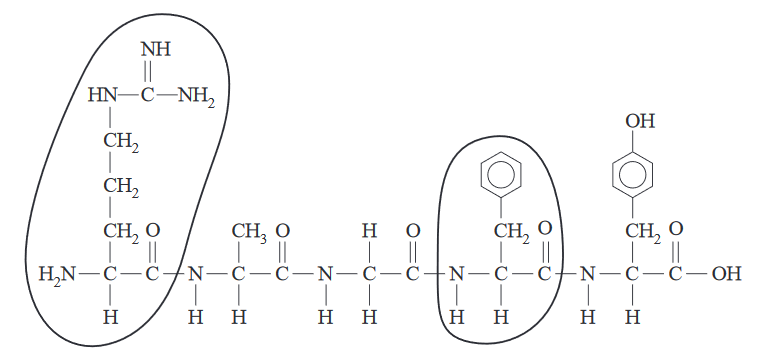 NH
HN—C—NH₂
OH
CH₂
CH₂
CH₂ O CH₃ O H O CH₂ O CH₂ O
H₂N—C—C—N—C—C—N—C—C—N—C—C—N—C—C—OH
H H H H H H H H H